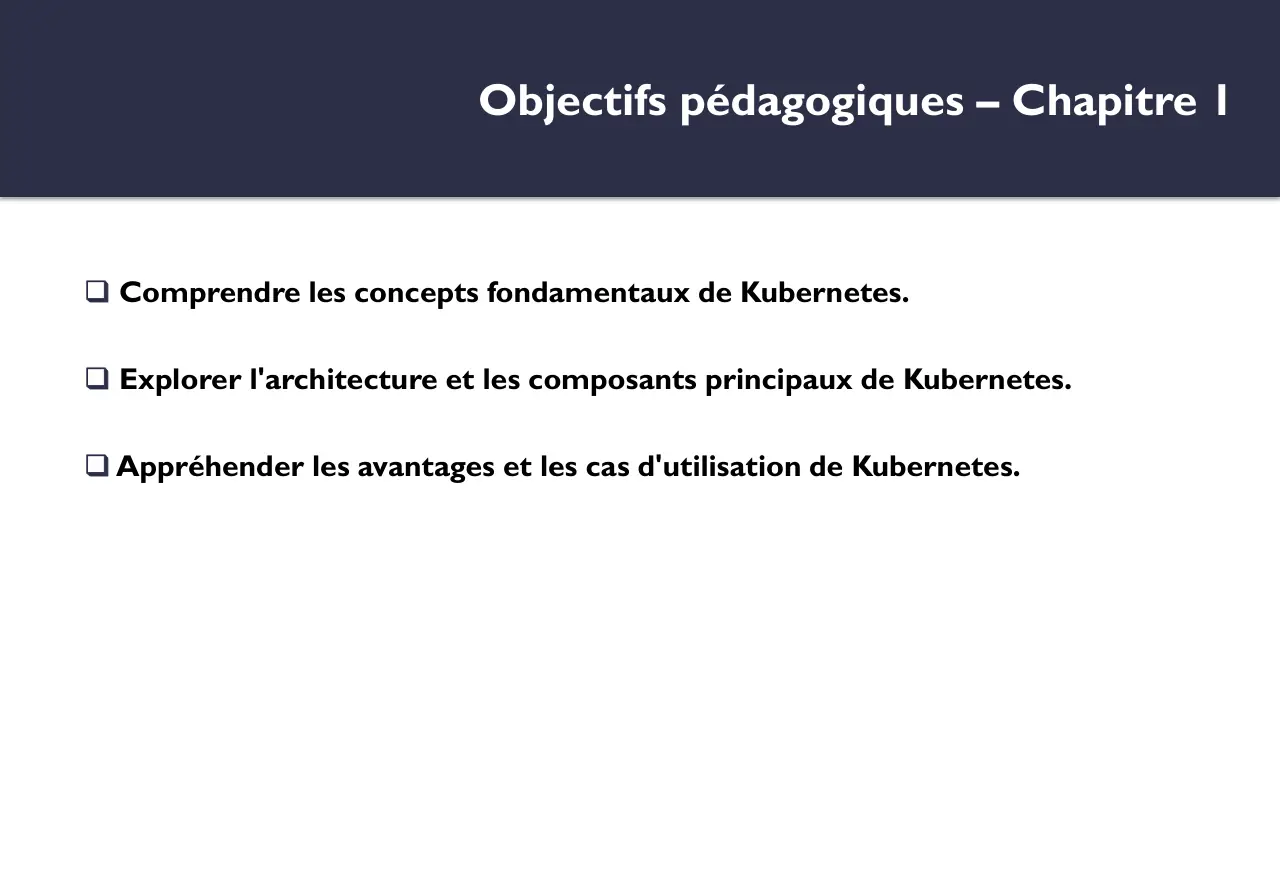 Objectifs pédagogiques – Chapitre 1
❑ Comprendre les concepts fondamentaux de Kubernetes.
❑ Explorer l'architecture et les composants principaux de Kubernetes.
❑ Appréhender les avantages et les cas d'utilisation de Kubernetes.